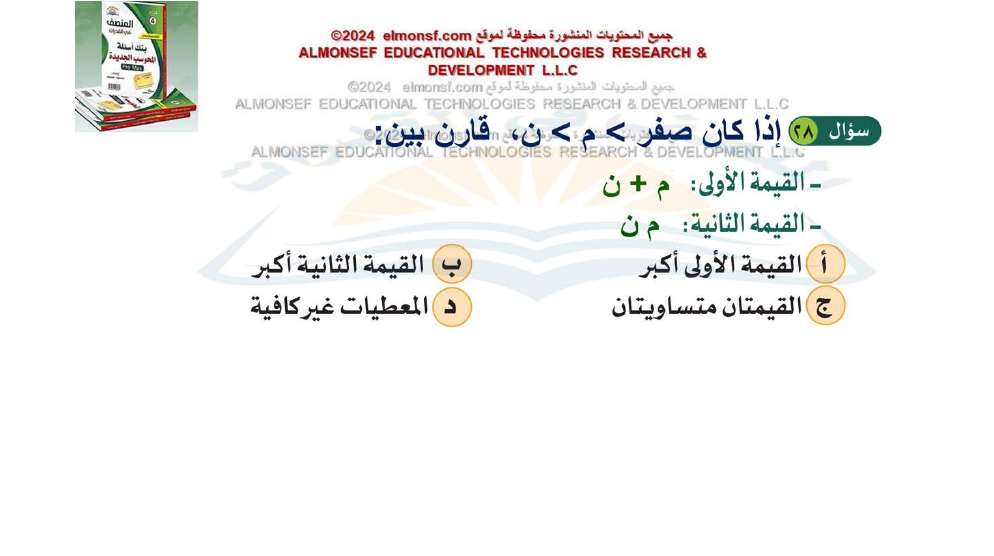 المنصف
في القدرات
بنك أسئلة
المحوسب الجديدة
جميع المحتويات المنشورة محفوظة لموقع elmonsf.com ©2024
ALMONSEF EDUCATIONAL TECHNOLOGIES RESEARCH &
DEVELOPMENT L.L.C
جميع المحتويات المنشورة محفوظة لموقع elmonsf.com ©2024
ALMONSEF EDUCATIONAL TECHNOLOGIES RESEARCH & DEVELOPMENT L.L.C
سؤال ٢٨ إذا كان صفر > م > ن، قارن بين:
ALMONSEF EDUCATIONAL TECHNOLOGIES RESEARCH & DEVELOPMENT L.L.C
- القيمة الأولى: م + ن
- القيمة الثانية: م ن
أ القيمة الأولى أكبر ب القيمة الثانية أكبر
ج القيمتان متساويتان د المعطيات غير كافية